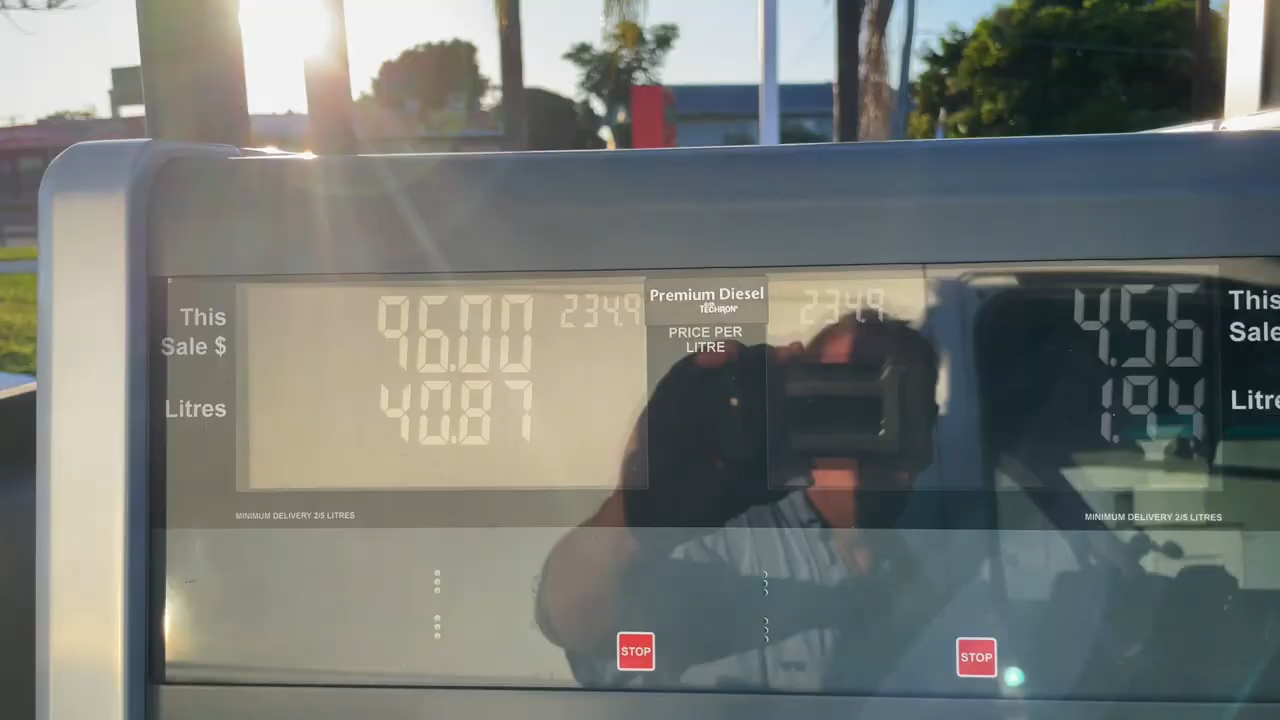 This
Sale $
96.00
234.9
Litres
40.87
MINIMUM DELIVERY 2/5 LITRES
Premium Diesel
TECHRON
PRICE PER
LITRE
234.9
4.56
This
Sale
1.94
Litre
MINIMUM DELIVERY 2/5 LITRES
STOP
STOP